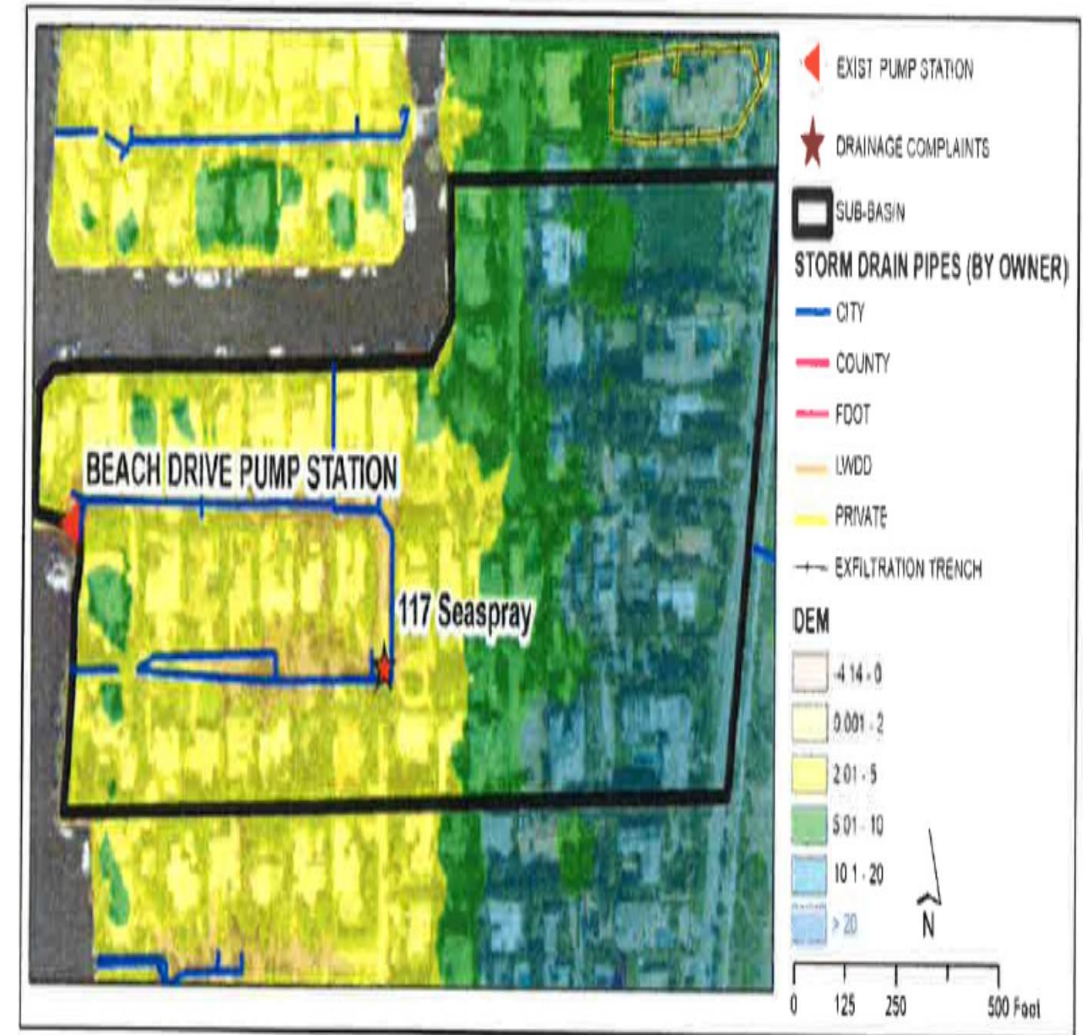 EXIST PUMP STATION
DRAINAGE COMPLAINTS
SUB-BASIN
STORM DRAIN PIPES (BY OWNER)
CITY
COUNTY
FDOT
LWDD
PRIVATE
EXFILTRATION TRENCH
DEM
-4.14 - 0
0.001 - 2
2.01 - 5
5.01 - 10
10.1 - 20
> 20
N
0 125 250 500 Feet
BEACH DRIVE PUMP STATION
117 Seaspray